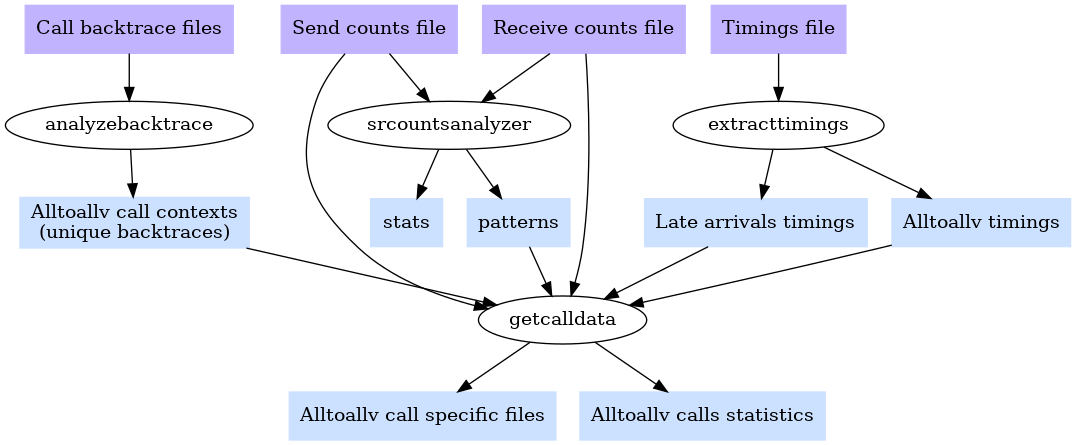 Call backtrace files
Send counts file
Receive counts file
Timings file
analyzebacktrace
srcountsanalyzer
extracttimings
Alltoallv call contexts
(unique backtraces)
stats
patterns
Late arrivals timings
Alltoallv timings
getcalldata
Alltoallv call specific files
Alltoallv calls statistics